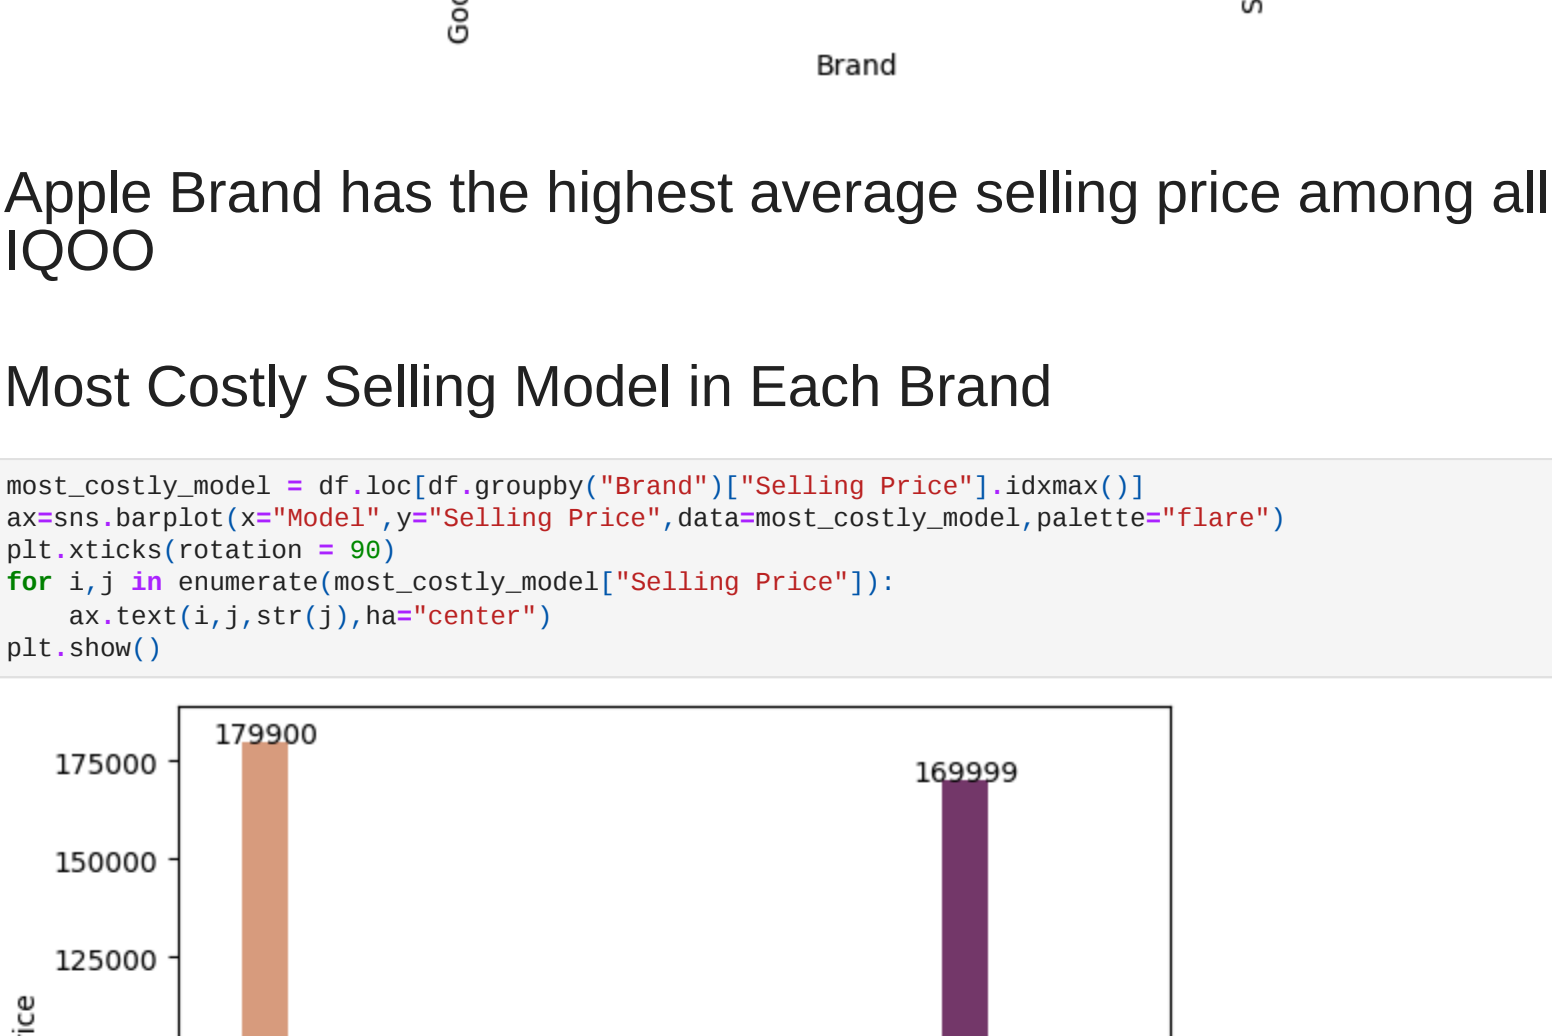 Goo
S
Brand
Apple Brand has the highest average selling price among all
IQOO
Most Costly Selling Model in Each Brand
most_costly_model = df.loc[df.groupby("Brand")["Selling Price"].idxmax()]
ax=sns.barplot(x="Model",y="Selling Price",data=most_costly_model,palette="flare")
plt.xticks(rotation = 90)
for i,j in enumerate(most_costly_model["Selling Price"]):
    ax.text(i,j,str(j),ha="center")
plt.show()
179900
175000
169999
150000
125000
ice